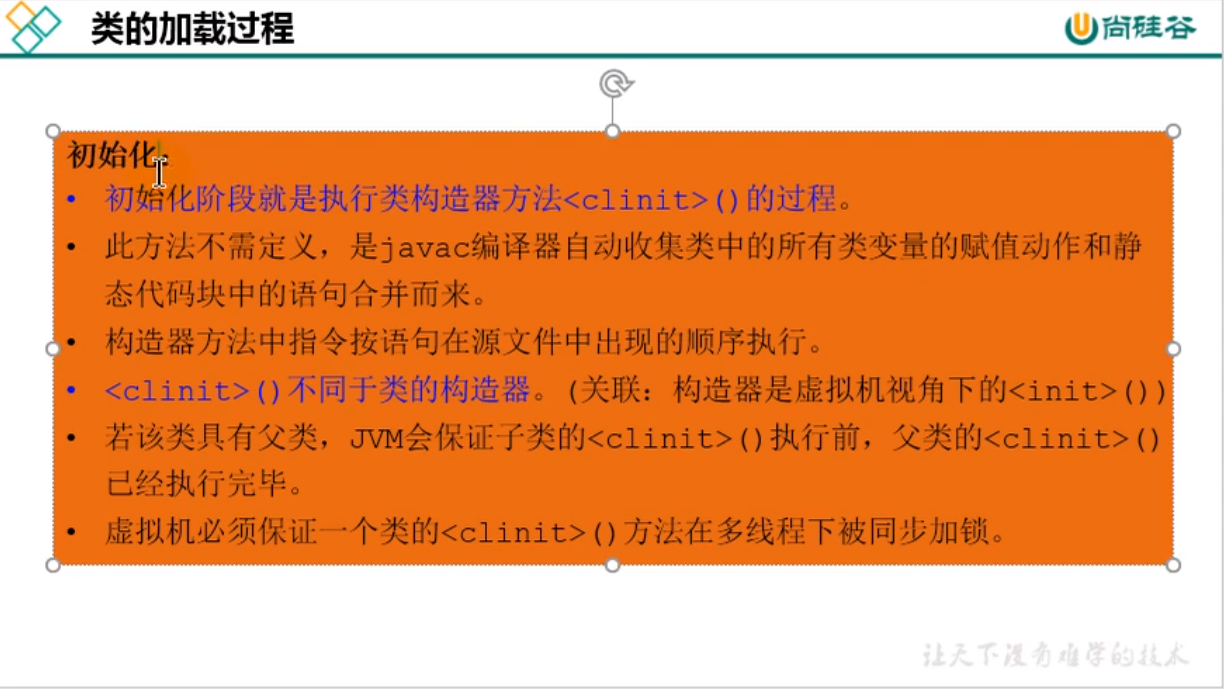 类的加载过程
尚硅谷
初始化:
• 初始化阶段就是执行类构造器方法<clinit>()的过程。
• 此方法不需定义，是javac编译器自动收集类中的所有类变量的赋值动作和静
态代码块中的语句合并而来。
• 构造器方法中指令按语句在源文件中出现的顺序执行。
• <clinit>()不同于类的构造器。(关联：构造器是虚拟机视角下的<init>())
• 若该类具有父类，JVM会保证子类的<clinit>()执行前，父类的<clinit>()
已经执行完毕。
• 虚拟机必须保证一个类的<clinit>()方法在多线程下被同步加锁。
让天下没有难学的技术